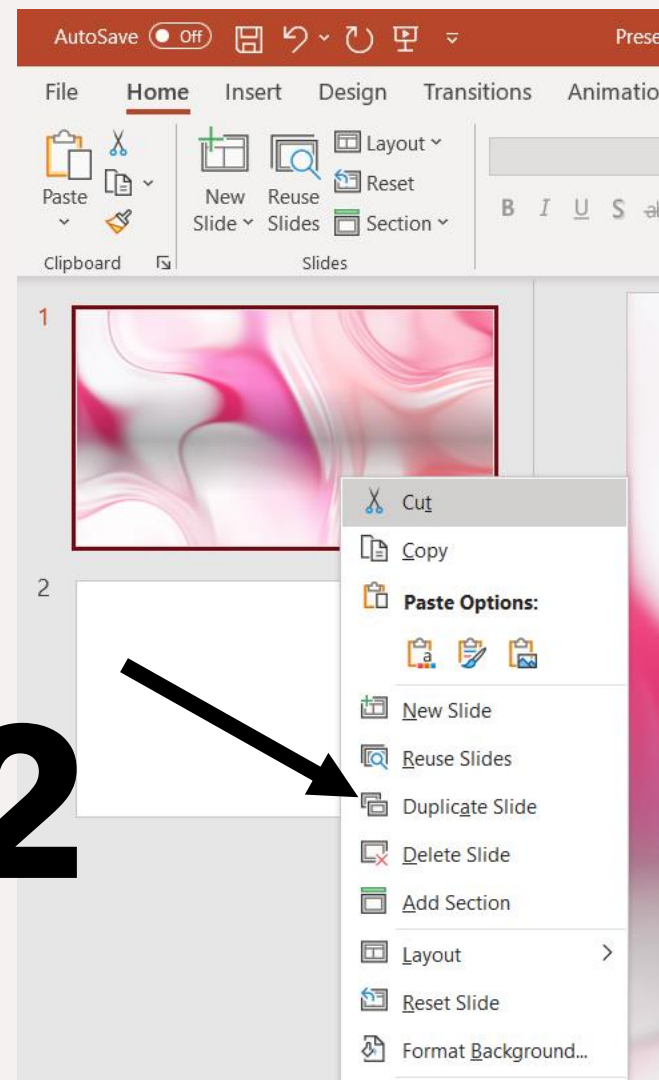 AutoSave Off Prese
File Home Insert Design Transitions Animatio
Paste
New Slide
Reuse Slides
Layout
Reset
Section
B I U S ab
Clipboard Slides
1
Cut
Copy
2
Paste Options:
a
New Slide
Reuse Slides
2
Duplicate Slide
Delete Slide
Add Section
Layout
Reset Slide
Format Background...